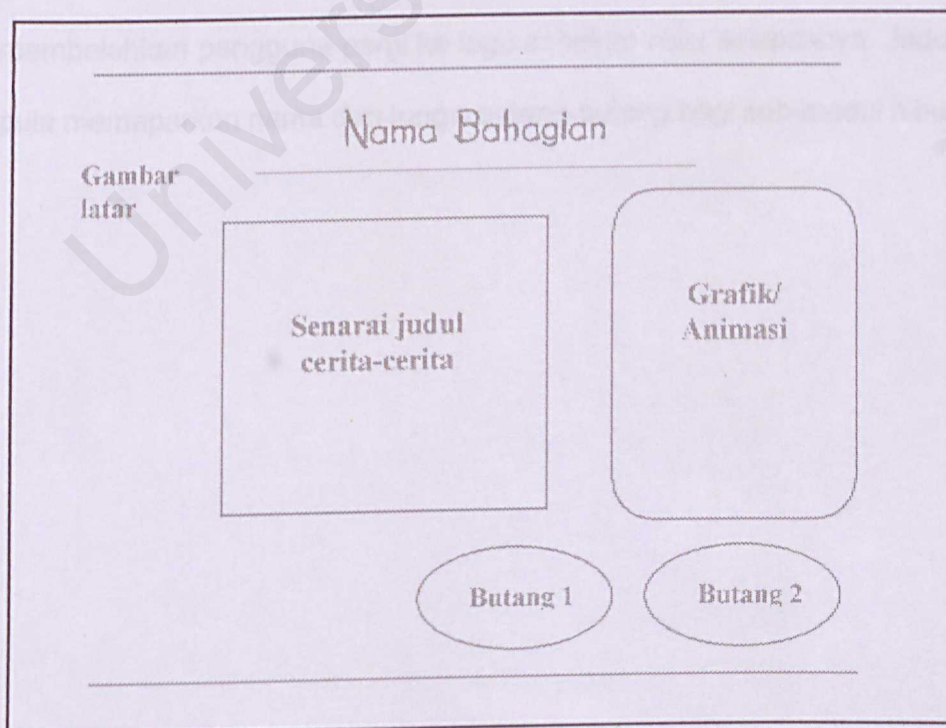 Nama Bahagian
Gambar
latar
Senarai judul
cerita-cerita
Grafik/
Animasi
Butang 1
Butang 2